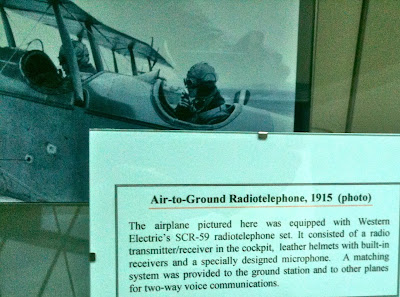 Air-to-Ground Radiotelephone, 1915 (photo)
The airplane pictured here was equipped with Western
Electric's SCR-59 radiotelephone set. It consisted of a radio
transmitter/receiver in the cockpit, leather helmets with built-in
receivers and a specially designed microphone. A matching
system was provided to the ground station and to other planes
for two-way voice communications.